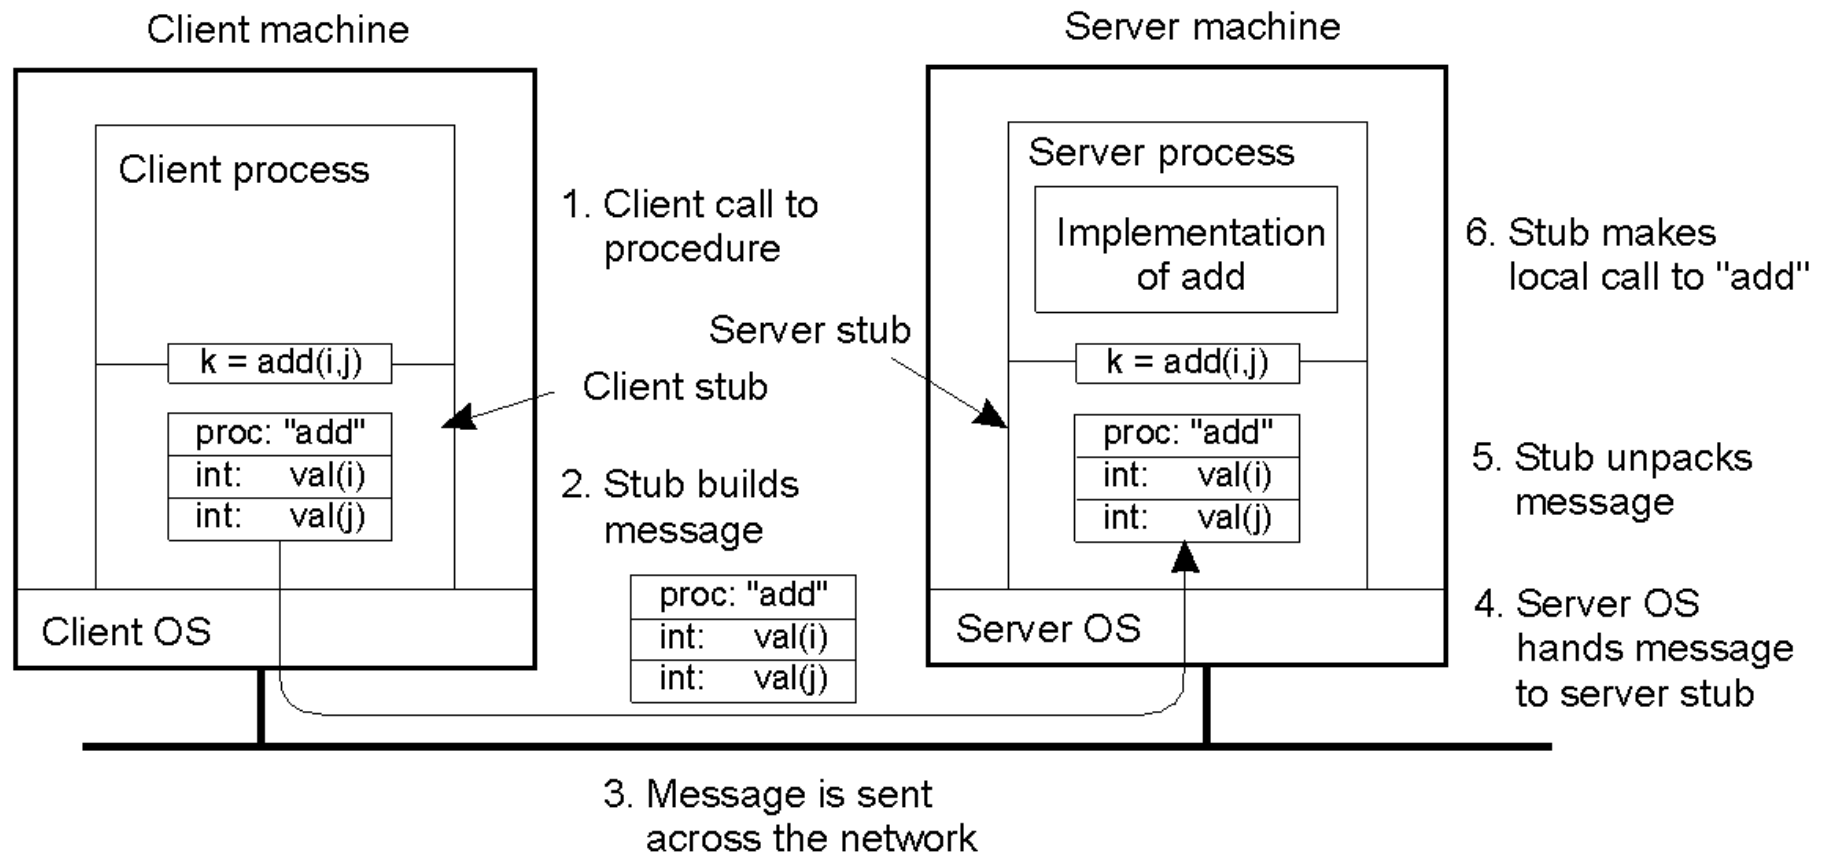 Client machine
Client process
k = add(i,j)
proc: "add"
int: val(i)
int: val(j)
Client OS
1. Client call to
procedure
Client stub
2. Stub builds
message
proc: "add"
int: val(i)
int: val(j)
3. Message is sent
across the network
Server machine
Server process
Implementation
of add
Server stub
k = add(i,j)
proc: "add"
int: val(i)
int: val(j)
Server OS
6. Stub makes
local call to "add"
5. Stub unpacks
message
4. Server OS
hands message
to server stub